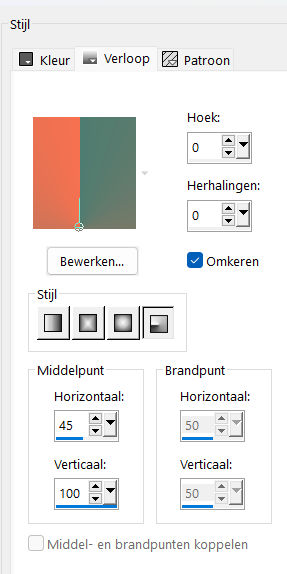 Stijl
Kleur Verloop Patroon
Hoek:
0
Herhalingen:
0
Bewerken...
Omkeren
Stijl
Middelpunt
Horizontaal:
45
Verticaal:
100
Brandpunt
Horizontaal:
50
Verticaal:
50
Middel- en brandpunten koppelen